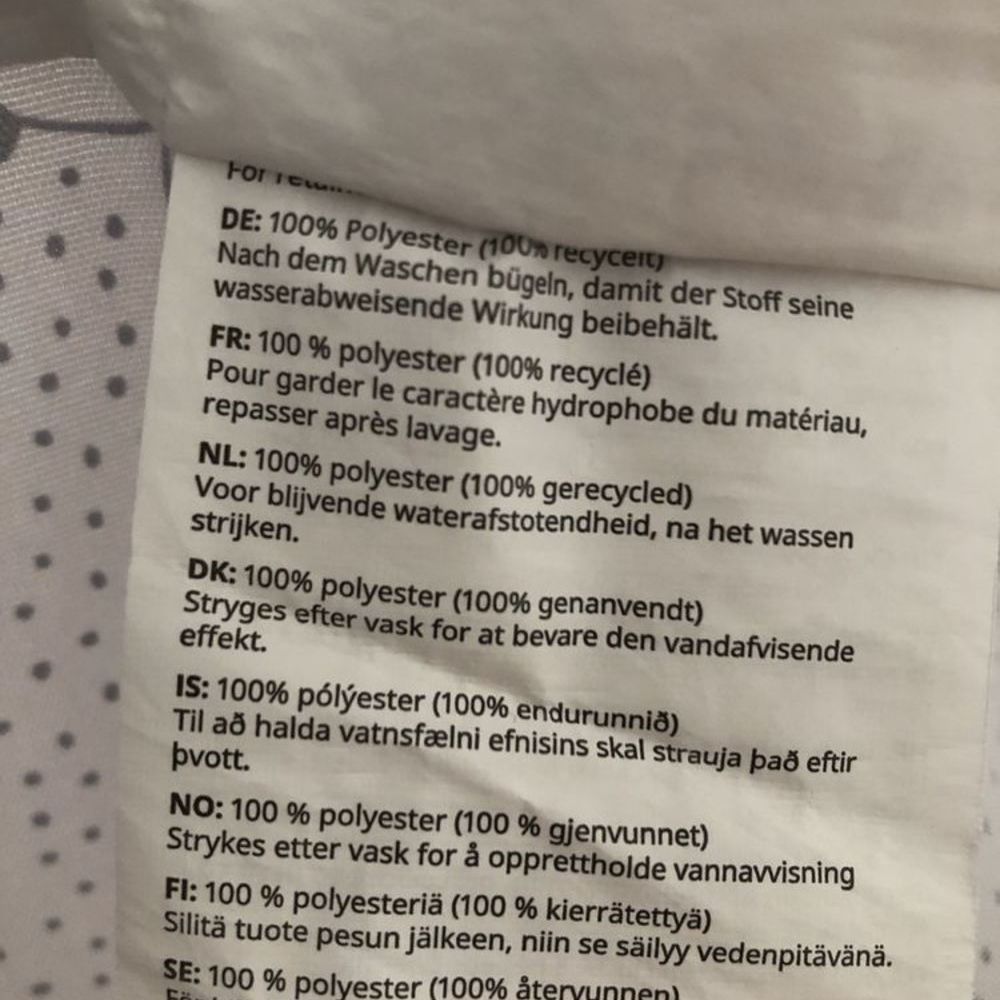 For
DE: 100% Polyester (100% recycelt)
Nach dem Waschen bügeln, damit der Stoff seine
wasserabweisende Wirkung beibehält.
FR: 100 % polyester (100% recyclé)
Pour garder le caractère hydrophobe du matériau,
repasser après lavage.
NL: 100% polyester (100% gerecycled)
Voor blijvende waterafstotendheid, na het wassen
strijken.
DK: 100% polyester (100% genanvendt)
Stryges efter vask for at bevare den vandafvisende
effekt.
IS: 100% pólýester (100% endurunnið)
Til að halda vatnsfælni efnisins skal strauja það eftir
þvott.
NO: 100 % polyester (100 % gjenvunnet)
Strykes etter vask for å opprettholde vannavvisning
FI: 100 % polyesteriä (100 % kierrätettyä)
Silitä tuote pesun jälkeen, niin se säilyy vedenpitävänä.
SE: 100 % polyester (100% återvunnen)